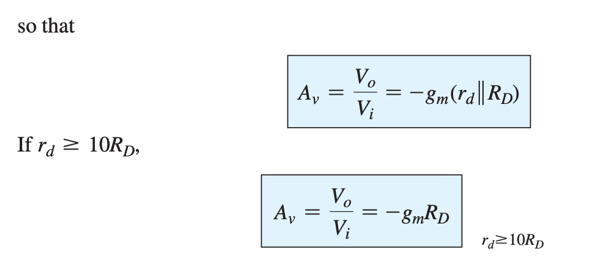 so that
A_v = V_o / V_i = −g_m(r_d‖R_D)
If r_d ≥ 10R_D,
A_v = V_o / V_i = −g_mR_D
r_d≥10R_D